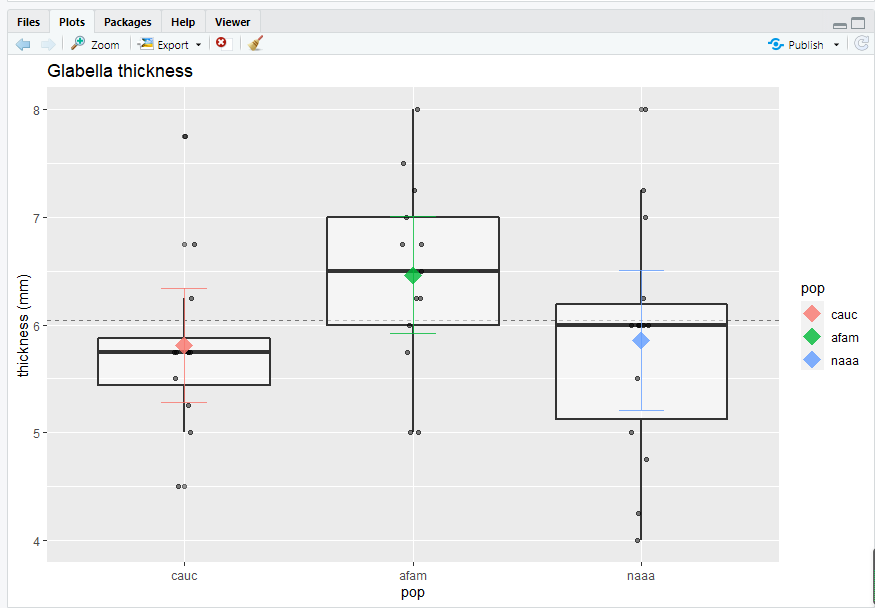 Files Plots Packages Help Viewer
Zoom Export Publish
Glabella thickness
thickness (mm)
8
7
6
5
4
cauc afam naaa
pop
pop
cauc
afam
naaa